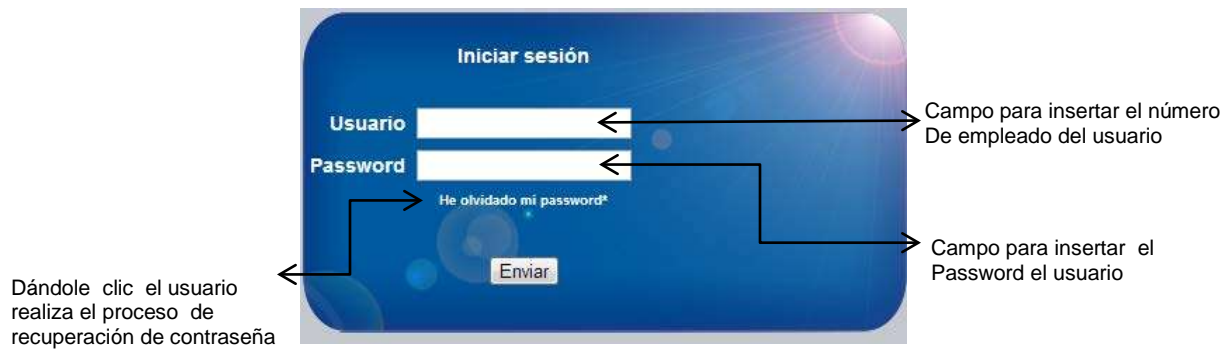 Iniciar sesión
Usuario
Password
He olvidado mi password*
Enviar
Campo para insertar el número
De empleado del usuario
Campo para insertar el
Password el usuario
Dándole clic el usuario
realiza el proceso de
recuperación de contraseña